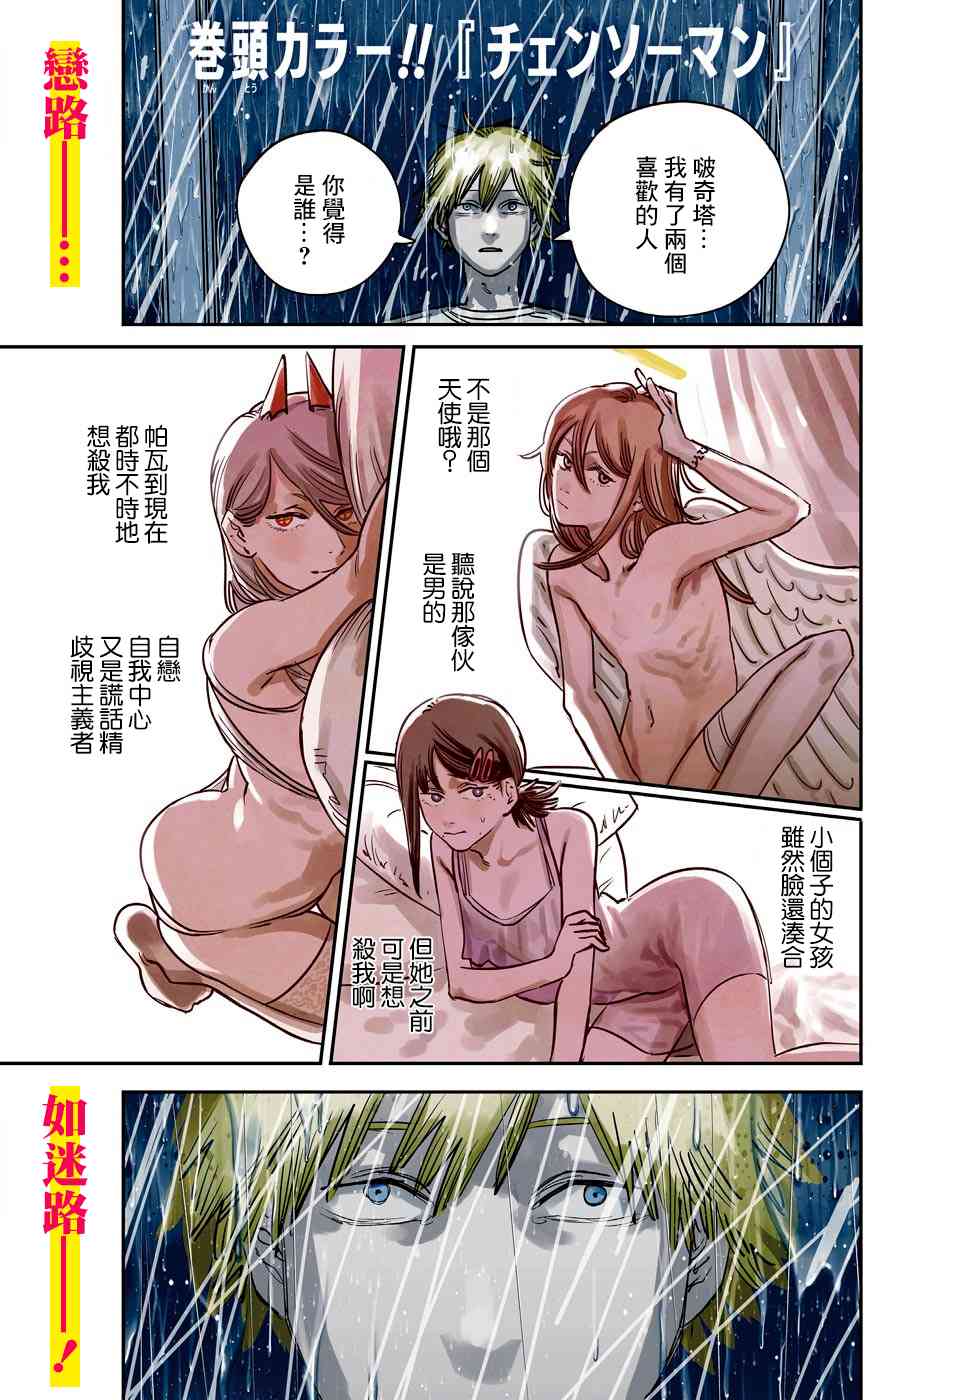 巻頭カラー!!『チェンソーマン』
かん とう
戀路――…
啵奇塔…
我有了兩個
喜歡的人
你覺得
是誰…?
不是那個
天使哦?
聽說那傢伙
是男的
小個子的女孩
雖然臉還湊合
但她之前
可是想
殺我啊
帕瓦到現在
都時不時地
想殺我
自戀
自我中心
又是謊話精
歧視主義者
如迷路――!